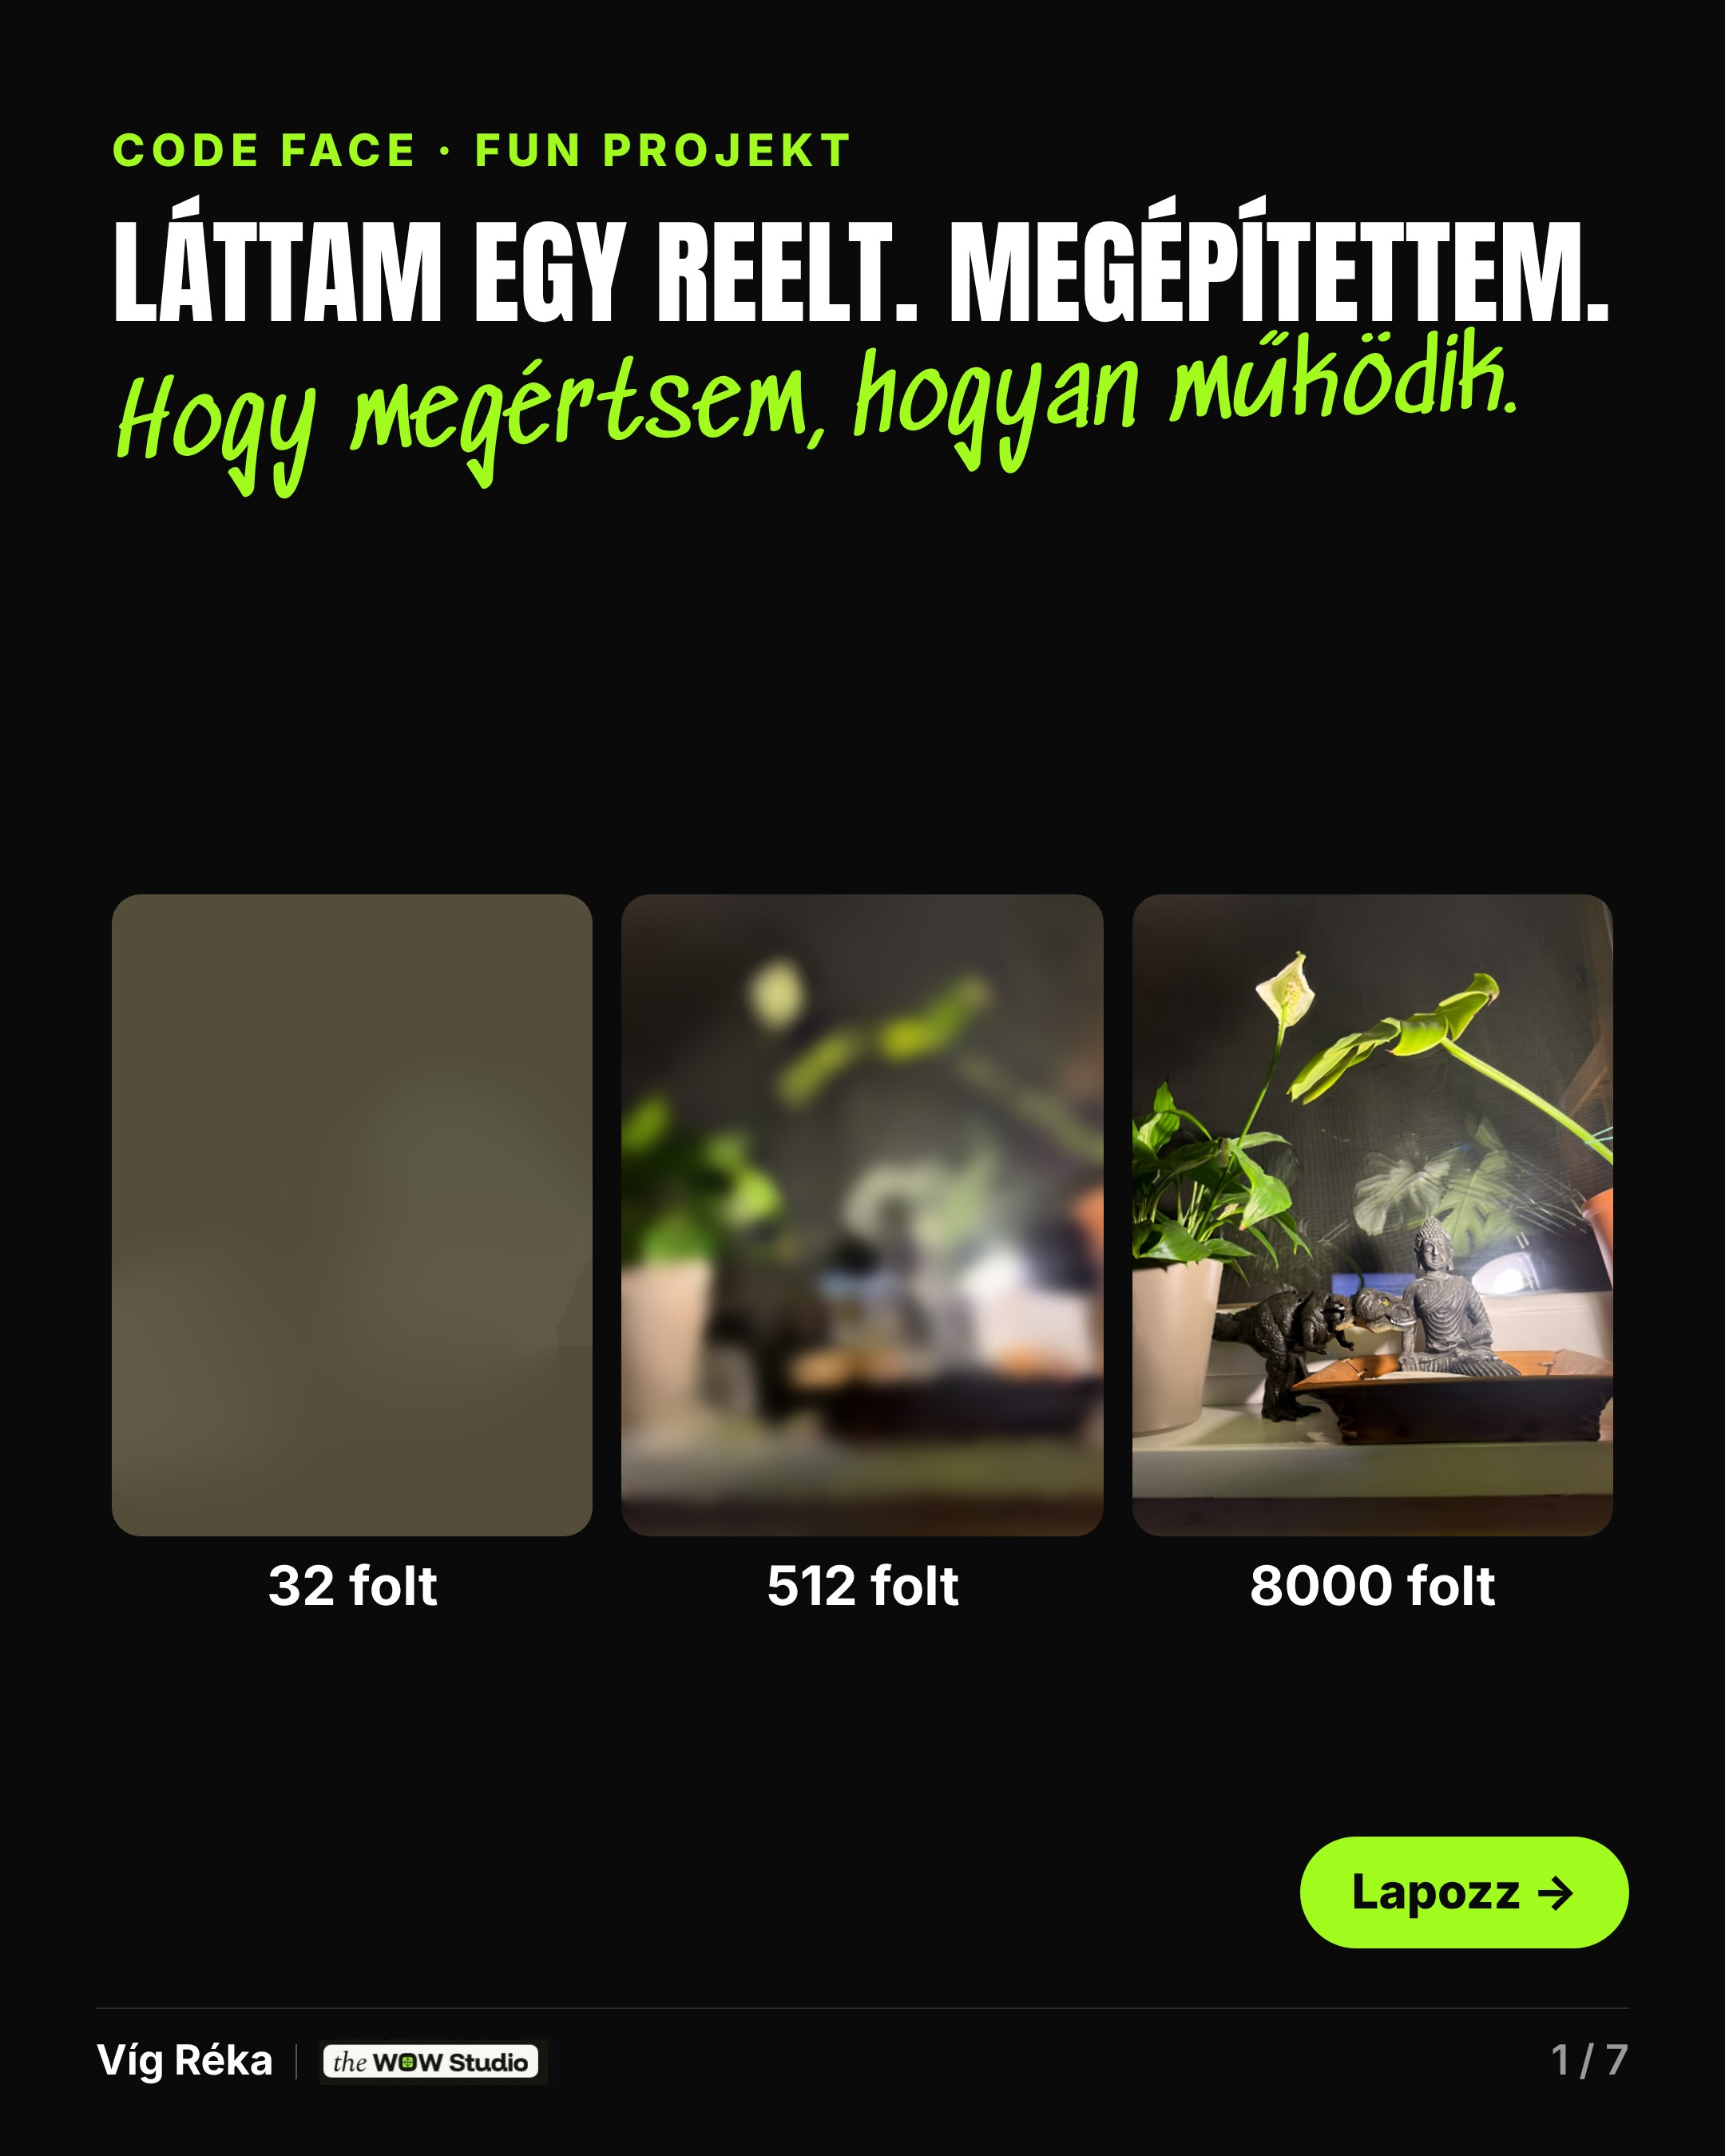 CODE FACE · FUN PROJEKT
LÁTTAM EGY REELT. MEGÉPÍTETTEM.
Hogy megértsem, hogyan működik.
32 folt
512 folt
8000 folt
Lapozz →
Víg Réka
the WOW Studio
1 / 7